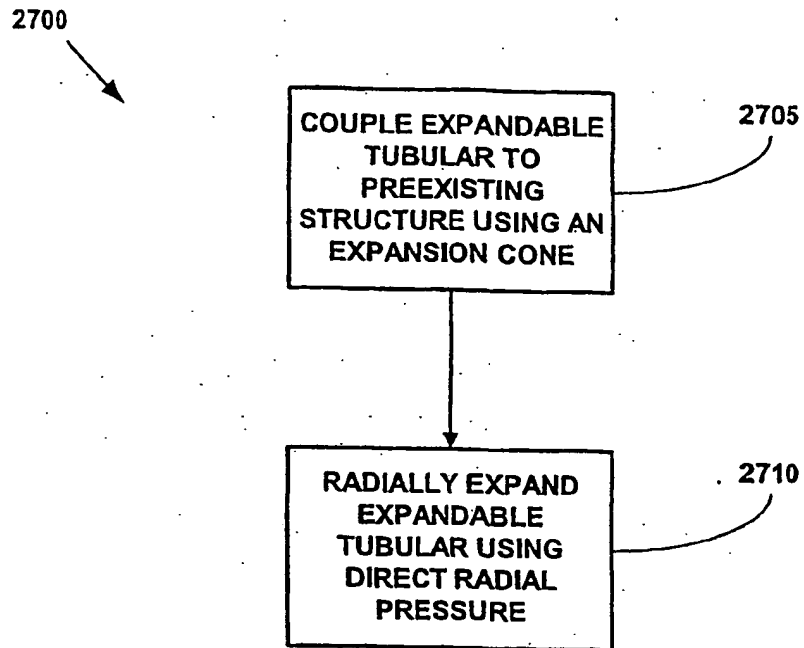 2700
COUPLE EXPANDABLE
TUBULAR TO
PREEXISTING
STRUCTURE USING AN
EXPANSION CONE
2705
RADIALLY EXPAND
EXPANDABLE
TUBULAR USING
DIRECT RADIAL
PRESSURE
2710